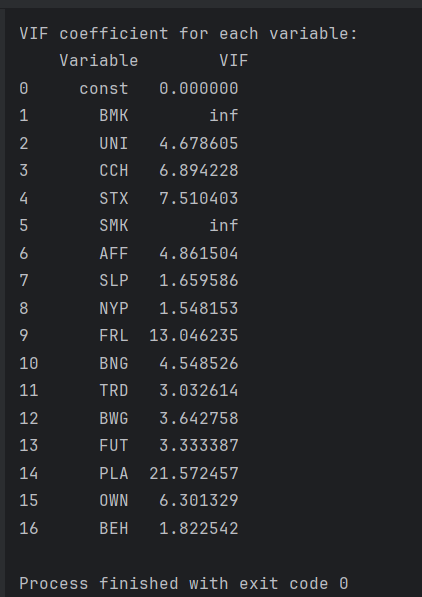 VIF coefficient for each variable:
Variable VIF
0 const 0.000000
1 BMK inf
2 UNI 4.678605
3 CCH 6.894228
4 STX 7.510403
5 SMK inf
6 AFF 4.861504
7 SLP 1.659586
8 NYP 1.548153
9 FRL 13.046235
10 BNG 4.548526
11 TRD 3.032614
12 BWG 3.642758
13 FUT 3.333387
14 PLA 21.572457
15 OWN 6.301329
16 BEH 1.822542
Process finished with exit code 0